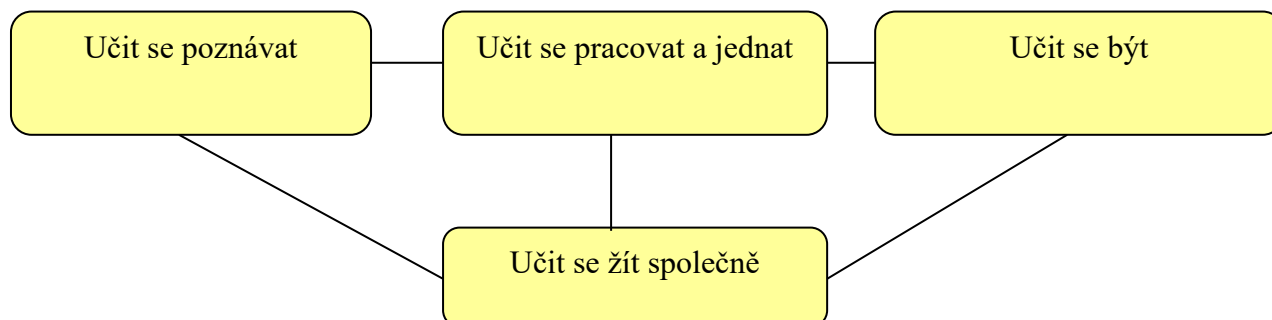 Učit se poznávat
Učit se pracovat a jednat
Učit se být
Učit se žít společně